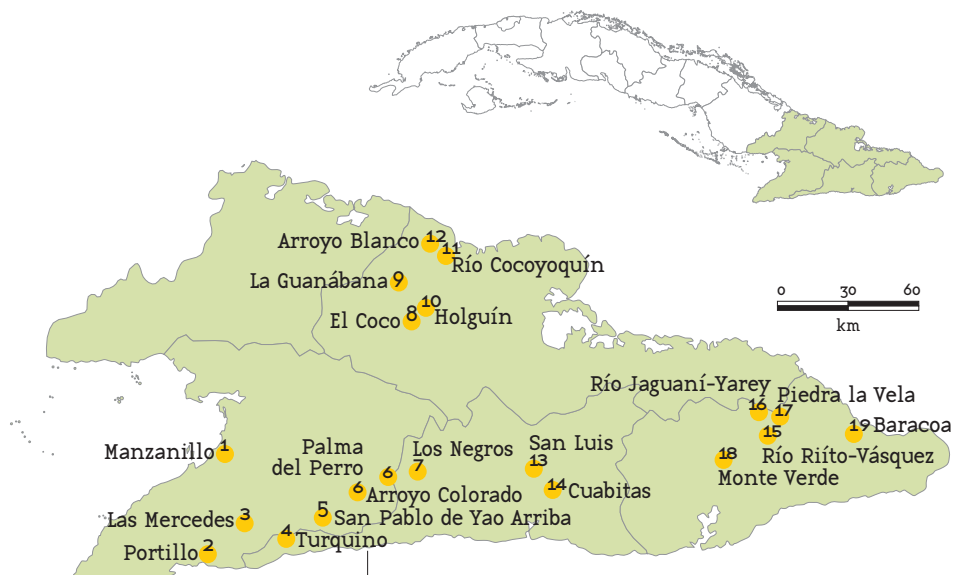 12
Arroyo Blanco
11
Río Cocoyoquín
La Guanábana
9
10
El Coco
8
Holguín
0 30 60
km
Río Jaguaní-Yarey
Piedra la Vela
16
17
15
19
Baracoa
Río Riíto-Vásquez
18
Monte Verde
Manzanillo
1
Palma
del Perro
6
Los Negros
7
San Luis
13
14
Cuabitas
6
Arroyo Colorado
Las Mercedes
3
5
San Pablo de Yao Arriba
4
Turquino
Portillo
2